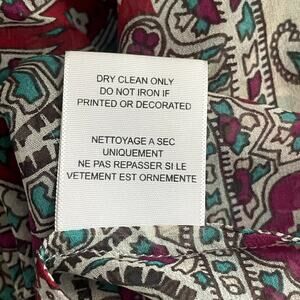 DRY CLEAN ONLY
DO NOT IRON IF
PRINTED OR DECORATED
NETTOYAGE A SEC
UNIQUEMENT
NE PAS REPASSER SI LE
VETEMENT EST ORNEMENTE